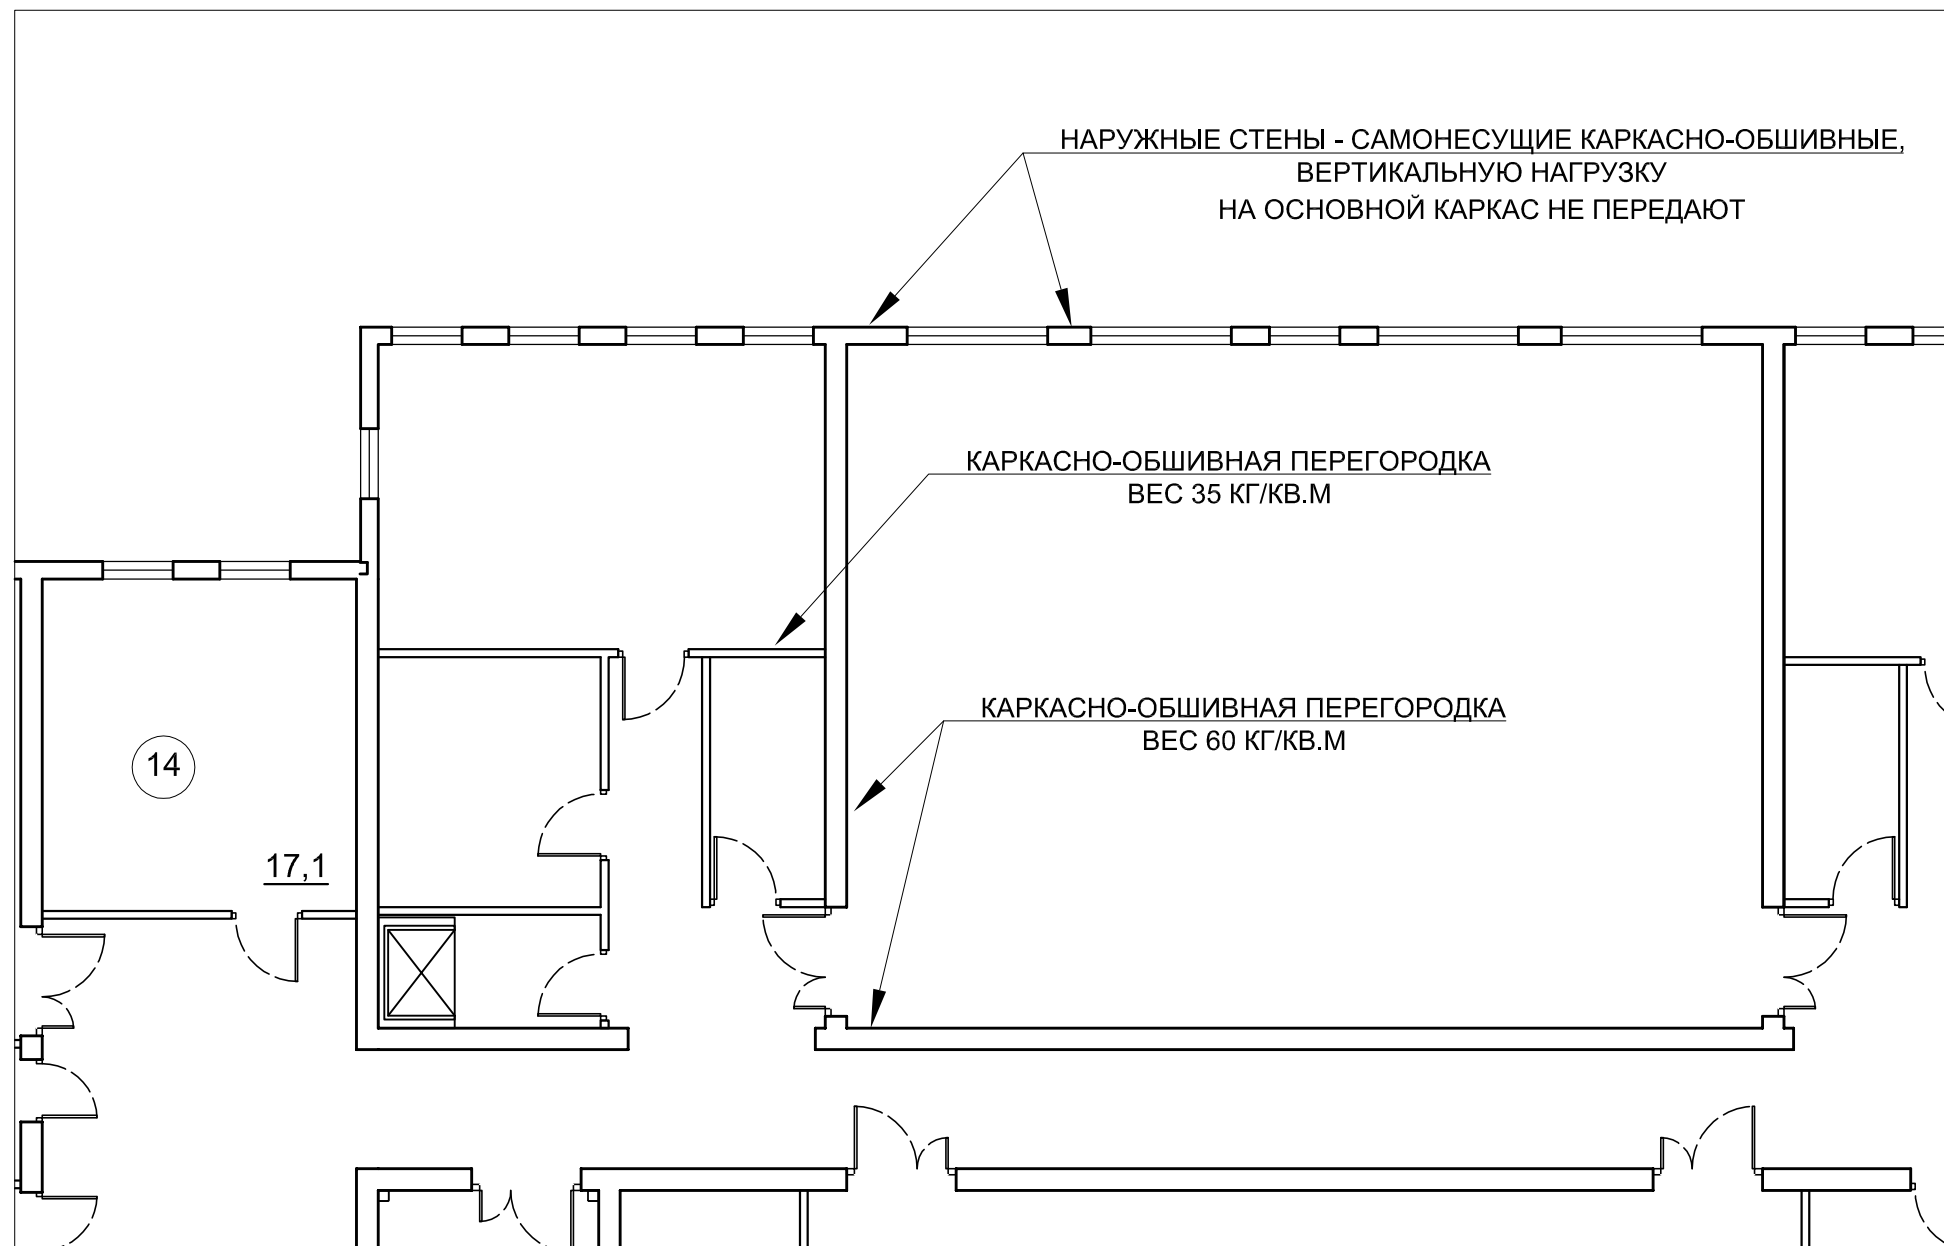 НАРУЖНЫЕ СТЕНЫ - САМОНЕСУЩИЕ КАРКАСНО-ОБШИВНЫЕ,
ВЕРТИКАЛЬНУЮ НАГРУЗКУ
НА ОСНОВНОЙ КАРКАС НЕ ПЕРЕДАЮТ
КАРКАСНО-ОБШИВНАЯ ПЕРЕГОРОДКА
ВЕС 35 КГ/КВ.М
КАРКАСНО-ОБШИВНАЯ ПЕРЕГОРОДКА
ВЕС 60 КГ/КВ.М
14
17,1